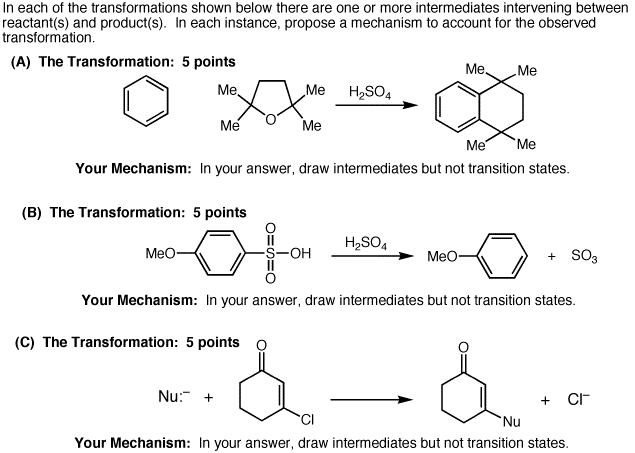 In each of the transformations shown below there are one or more intermediates intervening between
reactant(s) and product(s).  In each instance, propose a mechanism to account for the observed
transformation.
(A)  The Transformation:  5 points
Me Me H₂SO₄ Me Me
Me O Me
Me Me
Your Mechanism:  In your answer, draw intermediates but not transition states.
(B)  The Transformation:  5 points
O
MeO S OH H₂SO₄ MeO + SO₃
O
Your Mechanism:  In your answer, draw intermediates but not transition states.
(C)  The Transformation:  5 points
O O
Nu:⁻ + Cl Nu + Cl⁻
Your Mechanism:  In your answer, draw intermediates but not transition states.